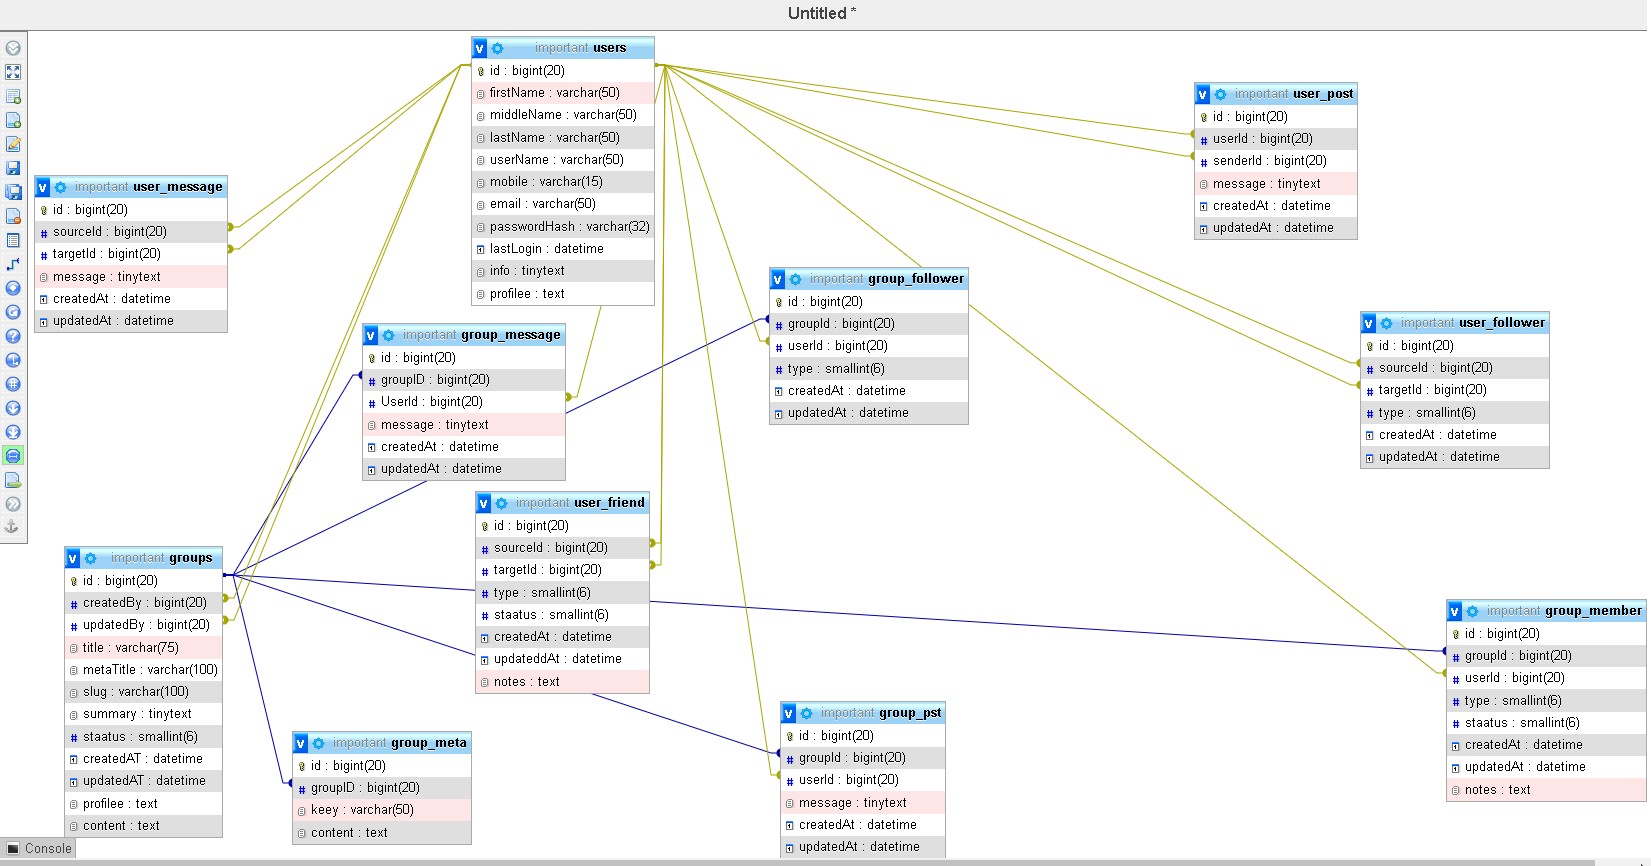 Untitled *
v important users
id : bigint(20)
firstName : varchar(50)
middleName : varchar(50)
lastName : varchar(50)
userName : varchar(50)
mobile : varchar(15)
email : varchar(50)
passwordHash : varchar(32)
lastLogin : datetime
info : tinytext
profilee : text
v important user_post
id : bigint(20)
userId : bigint(20)
senderId : bigint(20)
message : tinytext
createdAt : datetime
updatedAt : datetime
v important user_message
id : bigint(20)
sourceId : bigint(20)
targetId : bigint(20)
message : tinytext
createdAt : datetime
updatedAt : datetime
v important group_follower
id : bigint(20)
groupId : bigint(20)
userId : bigint(20)
type : smallint(6)
createdAt : datetime
updatedAt : datetime
v important user_follower
id : bigint(20)
sourceId : bigint(20)
targetId : bigint(20)
type : smallint(6)
createdAt : datetime
updatedAt : datetime
v important group_message
id : bigint(20)
groupID : bigint(20)
UserId : bigint(20)
message : tinytext
createdAt : datetime
updatedAt : datetime
v important user_friend
id : bigint(20)
sourceId : bigint(20)
targetId : bigint(20)
type : smallint(6)
staatus : smallint(6)
createdAt : datetime
updateddAt : datetime
notes : text
v important groups
id : bigint(20)
createdBy : bigint(20)
updatedBy : bigint(20)
title : varchar(75)
metaTitle : varchar(100)
slug : varchar(100)
summary : tinytext
staatus : smallint(6)
createdAT : datetime
updatedAT : datetime
profilee : text
content : text
v important group_member
id : bigint(20)
groupId : bigint(20)
userId : bigint(20)
type : smallint(6)
staatus : smallint(6)
createdAt : datetime
updatedAt : datetime
notes : text
v important group_meta
id : bigint(20)
groupID : bigint(20)
keey : varchar(50)
content : text
v important group_pst
id : bigint(20)
groupId : bigint(20)
userId : bigint(20)
message : tinytext
createdAt : datetime
updatedAt : datetime
Console